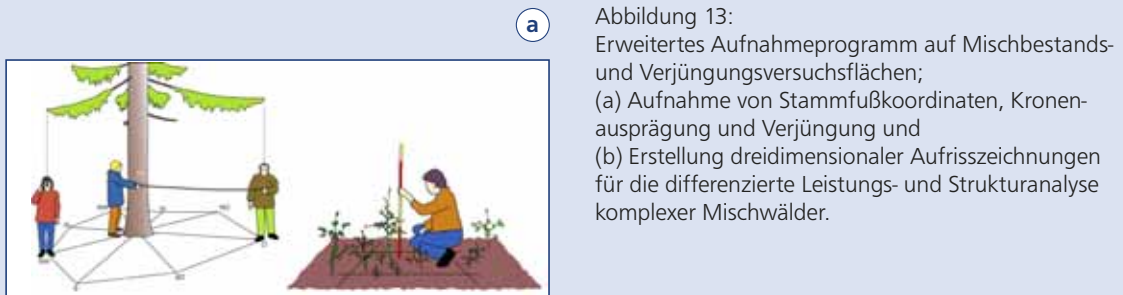 a
Abbildung 13:
Erweitertes Aufnahmeprogramm auf Mischbestands-
und Verjüngungsversuchsflächen;
(a) Aufnahme von Stammfußkoordinaten, Kronen-
ausprägung und Verjüngung und
(b) Erstellung dreidimensionaler Aufrisszeichnungen
für die differenzierte Leistungs- und Strukturanalyse
komplexer Mischwälder.